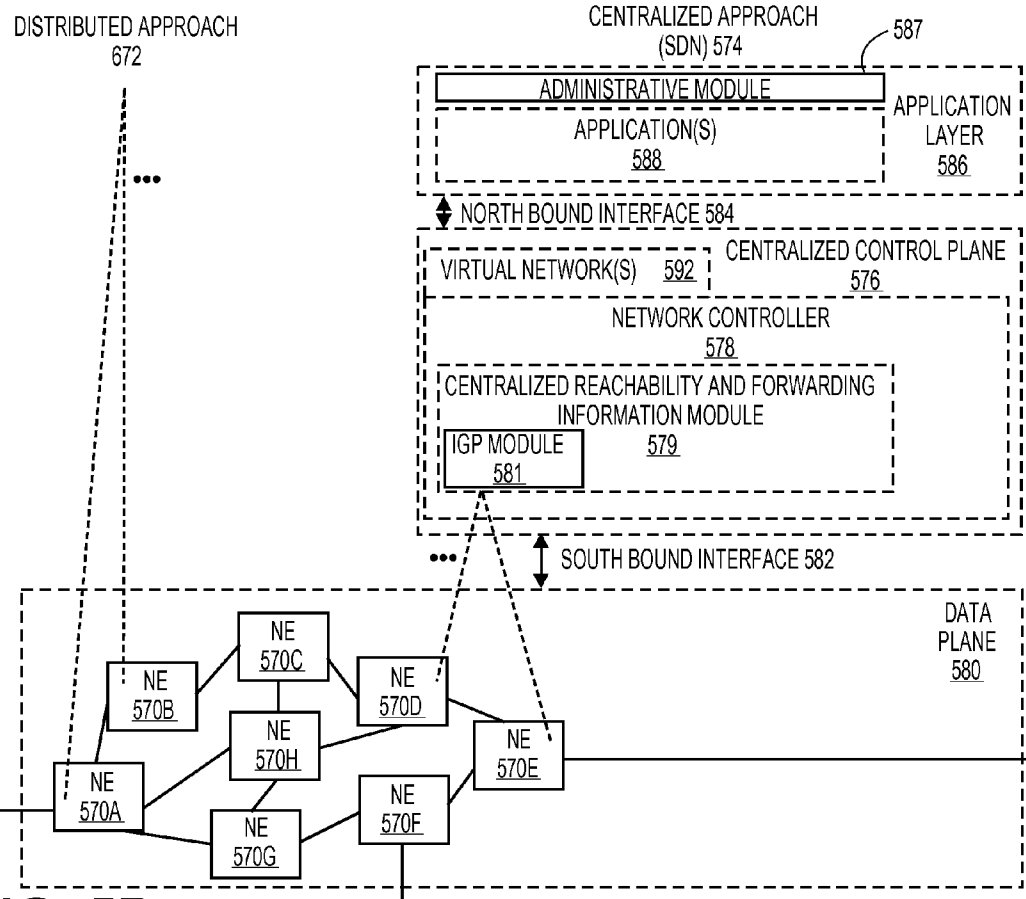 DISTRIBUTED APPROACH
672
CENTRALIZED APPROACH
(SDN) 574
587
ADMINISTRATIVE MODULE
APPLICATION(S)
588
APPLICATION
LAYER
586
NORTH BOUND INTERFACE 584
VIRTUAL NETWORK(S) 592
CENTRALIZED CONTROL PLANE
576
NETWORK CONTROLLER
578
CENTRALIZED REACHABILITY AND FORWARDING
INFORMATION MODULE
579
IGP MODULE
581
SOUTH BOUND INTERFACE 582
DATA
PLANE
580
NE
570C
NE
570B
NE
570D
NE
570H
NE
570E
NE
570A
NE
570F
NE
570G